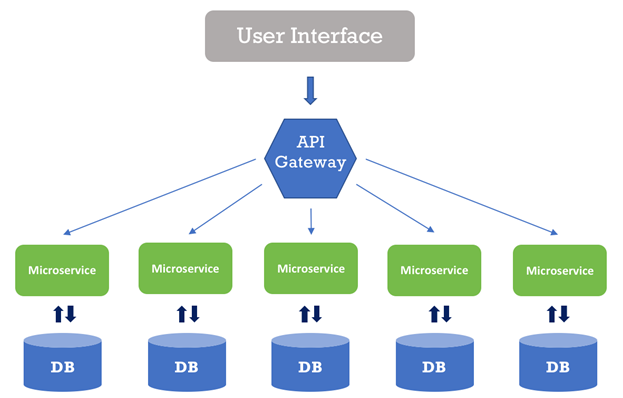 User Interface
API
Gateway
Microservice
Microservice
Microservice
Microservice
Microservice
DB
DB
DB
DB
DB